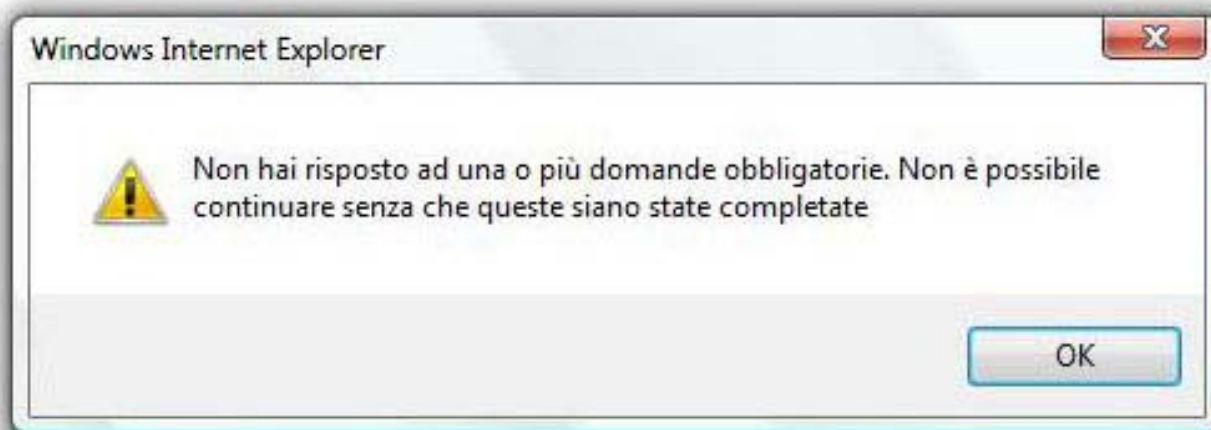 Windows Internet Explorer
Non hai risposto ad una o più domande obbligatorie. Non è possibile
continuare senza che queste siano state completate
OK